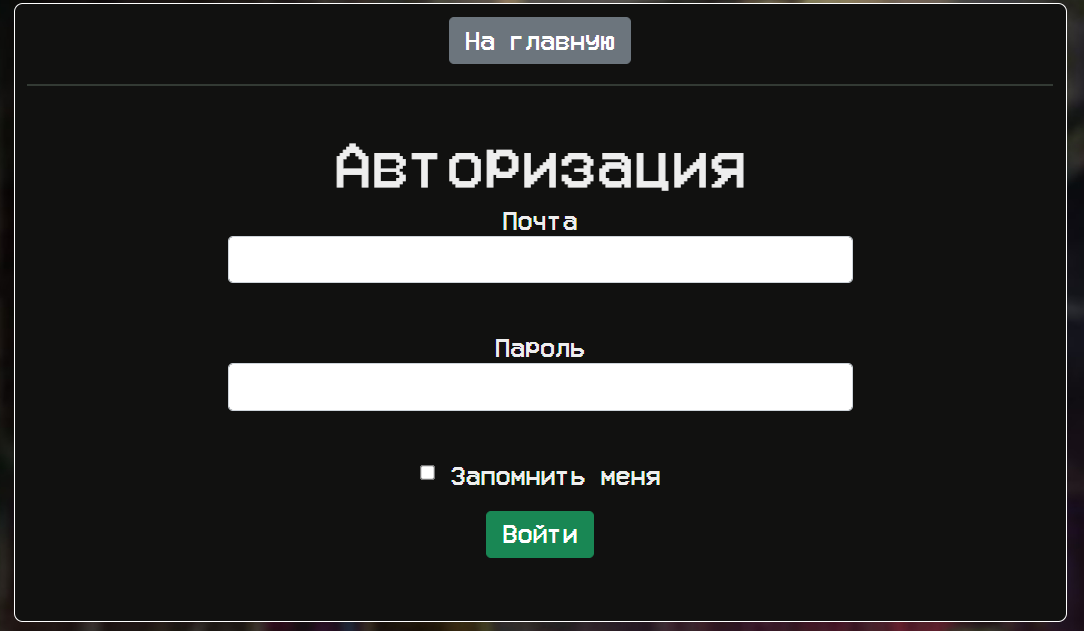 На главную
Авторизация
Почта
Пароль
Запомнить меня
Войти